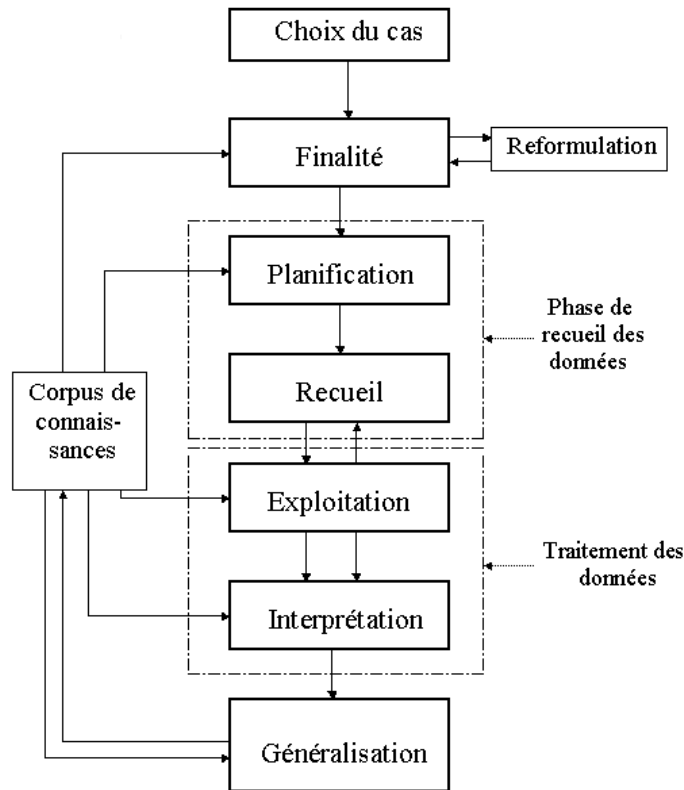 Choix du cas
Finalité
Reformulation
Planification
Phase de
recueil des
données
Recueil
Corpus de
connais-
sances
Exploitation
Traitement des
données
Interprétation
Généralisation